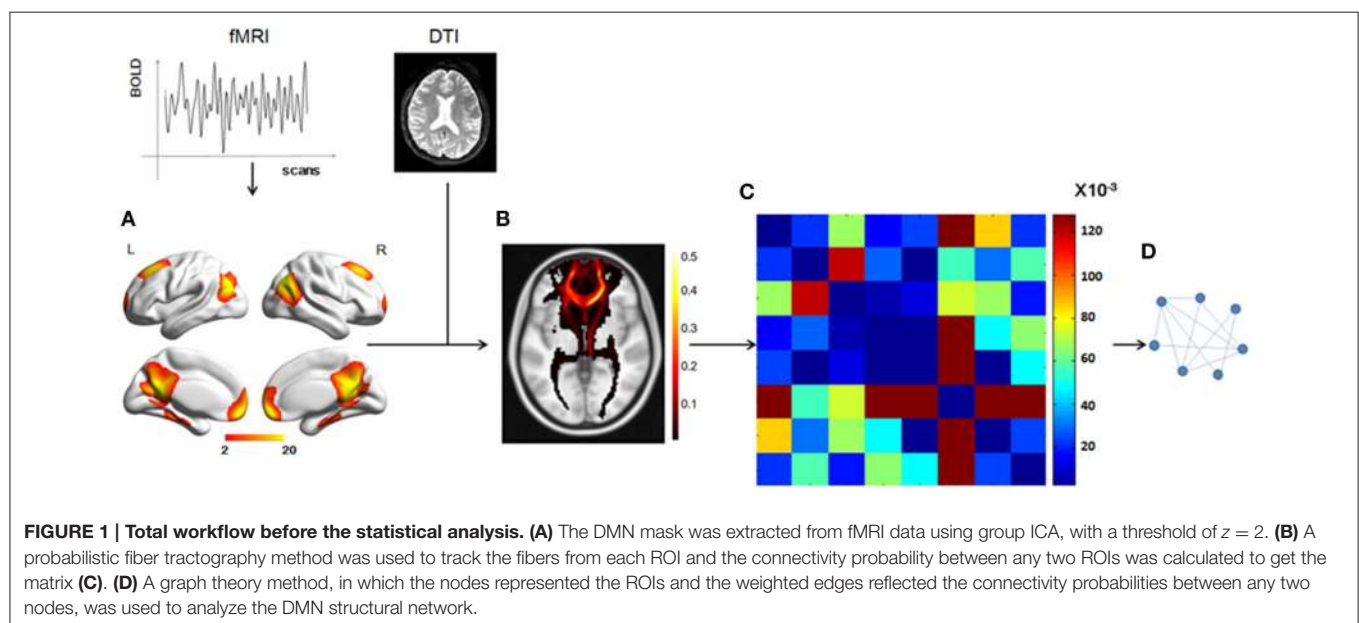 fMRI
DTI
BOLD
scans
A
L
R
2
20
B
0.5
0.4
0.3
0.2
0.1
C
X10-3
120
100
80
60
40
20
D
FIGURE 1 | Total workflow before the statistical analysis. (A) The DMN mask was extracted from fMRI data using group ICA, with a threshold of z = 2. (B) A
probabilistic fiber tractography method was used to track the fibers from each ROI and the connectivity probability between any two ROIs was calculated to get the
matrix (C). (D) A graph theory method, in which the nodes represented the ROIs and the weighted edges reflected the connectivity probabilities between any two
nodes, was used to analyze the DMN structural network.